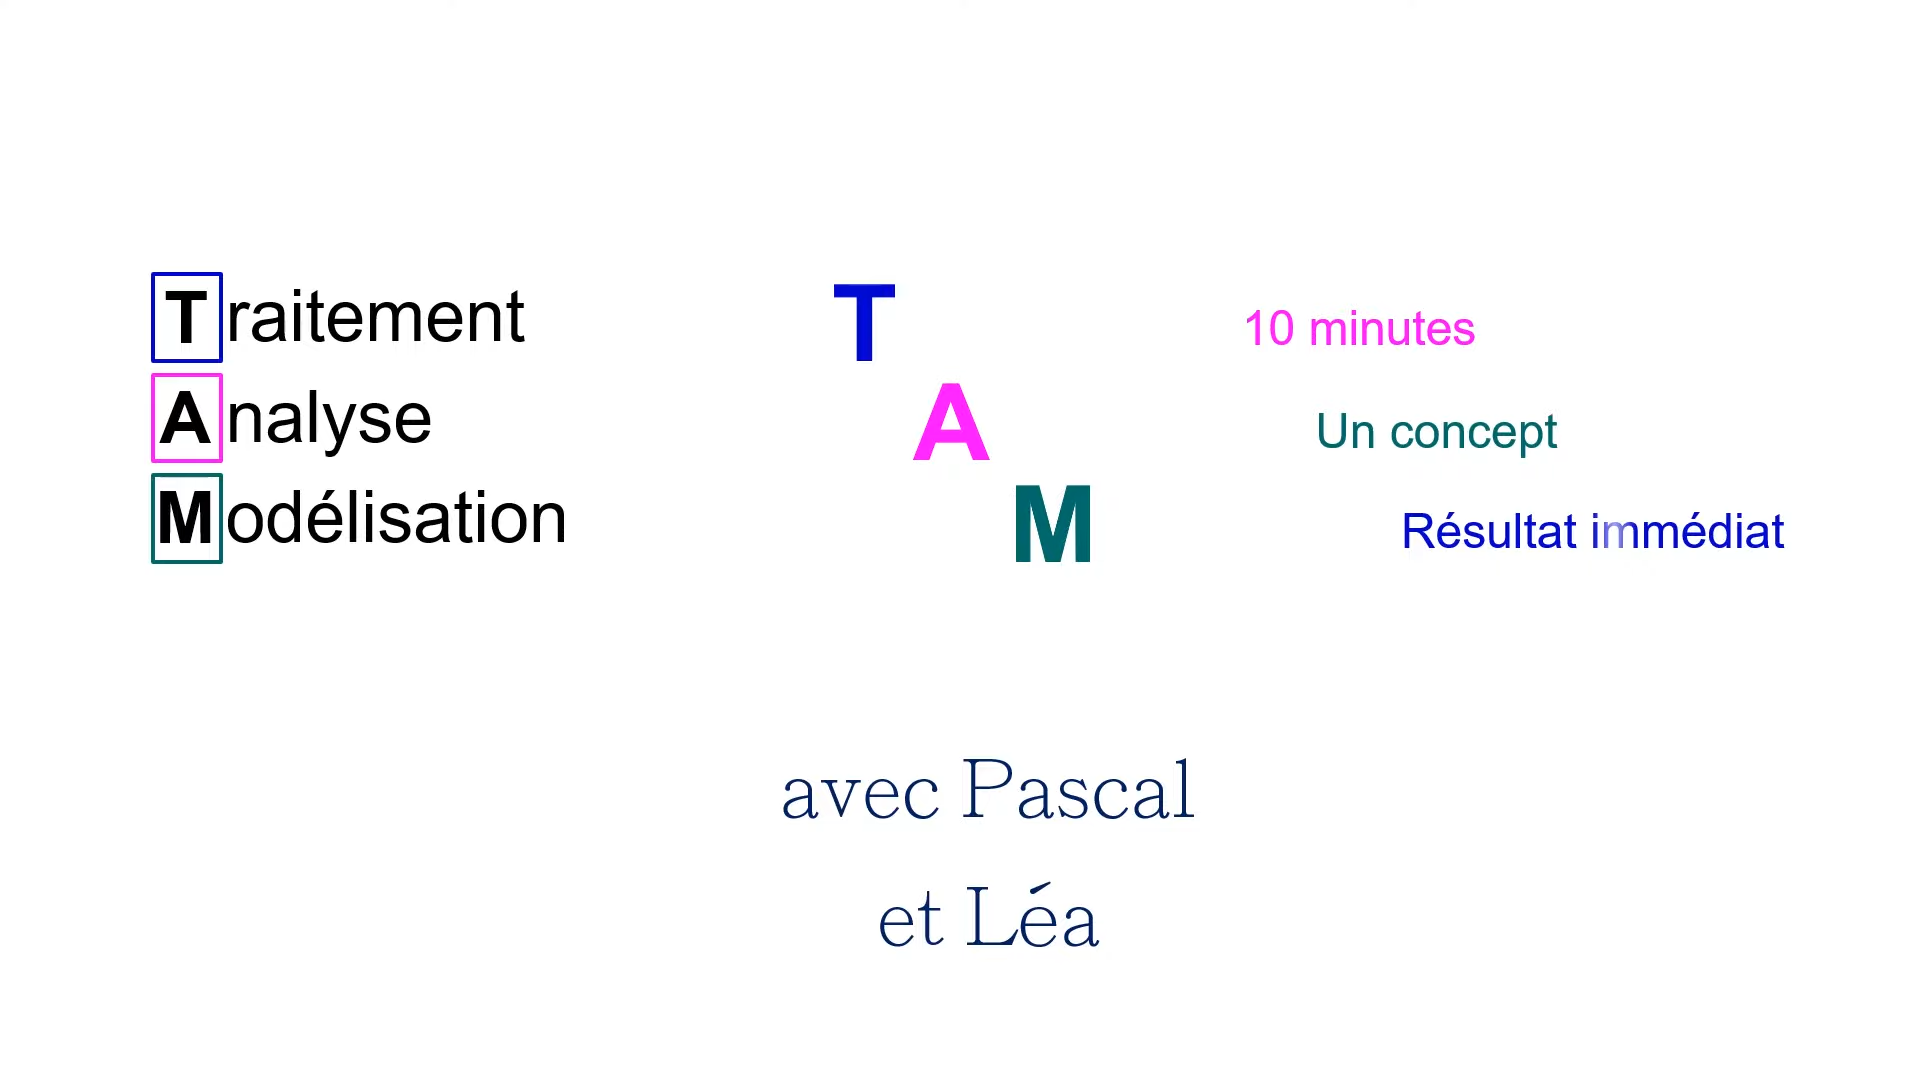 Traitement
Analyse
Modélisation
T
A
M
10 minutes
Un concept
Résultat immédiat
avec Pascal
et Léa